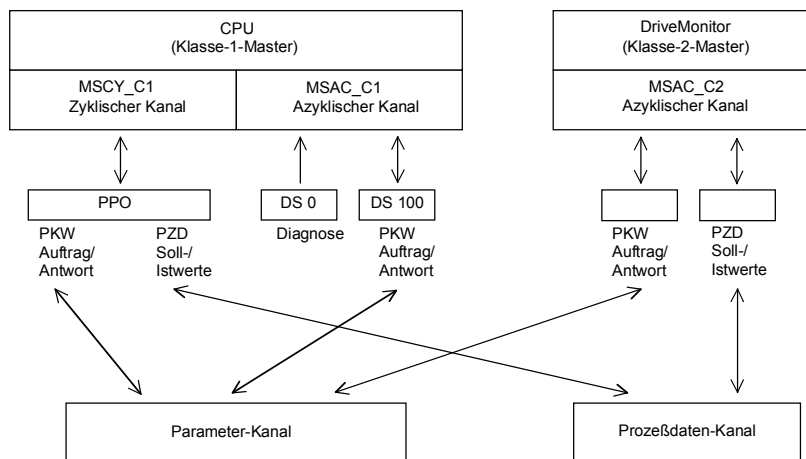 CPU
(Klasse-1-Master)
DriveMonitor
(Klasse-2-Master)
MSCY_C1
Zyklischer Kanal
MSAC_C1
Azyklischer Kanal
MSAC_C2
Azyklischer Kanal
PPO
DS 0
DS 100
PKW
Auftrag/
Antwort
PZD
Soll-/
Istwerte
Diagnose
PKW
Auftrag/
Antwort
PKW
Auftrag/
Antwort
PZD
Soll-/
Istwerte
Parameter-Kanal
Prozeßdaten-Kanal